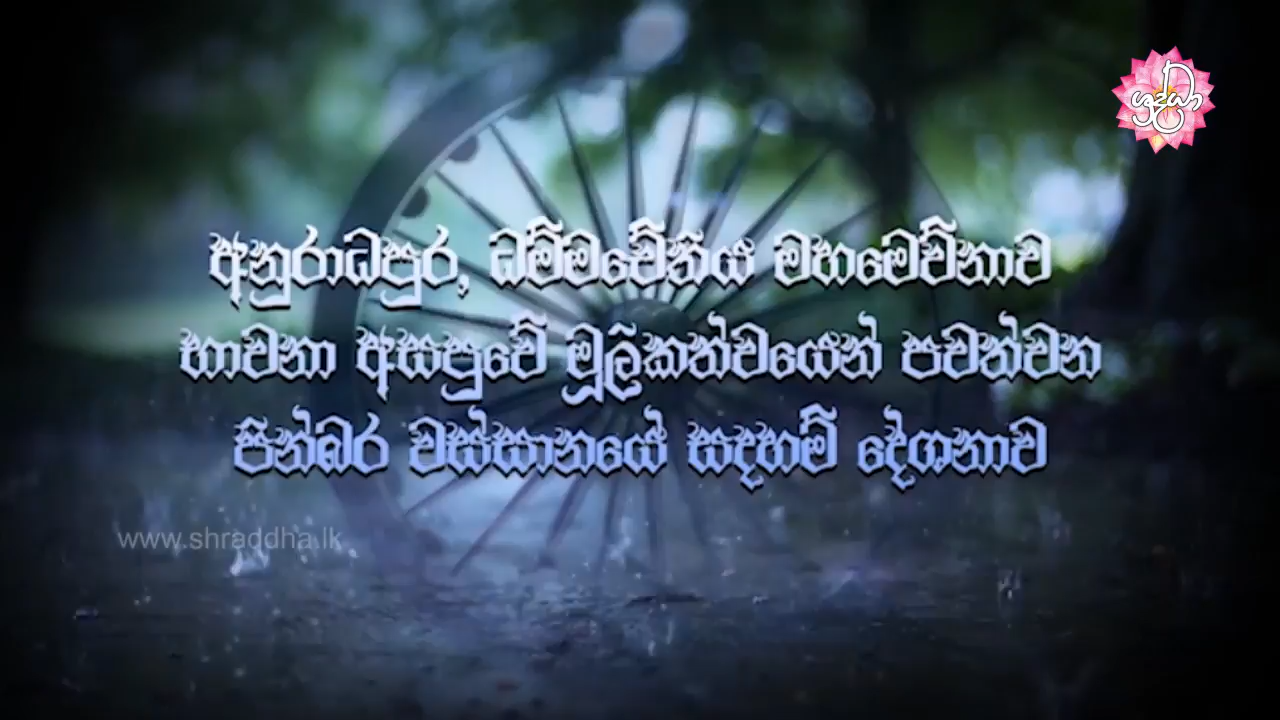 ශ්‍රද්ධා
අනුරාධපුර, ධම්මචේතිය මහමෙව්නාව
භාවනා අසපුවේ මූලිකත්වයෙන් පවත්වන
පින්බර වස්සානයේ සදහම් දේශනාව
www.shraddha.lk